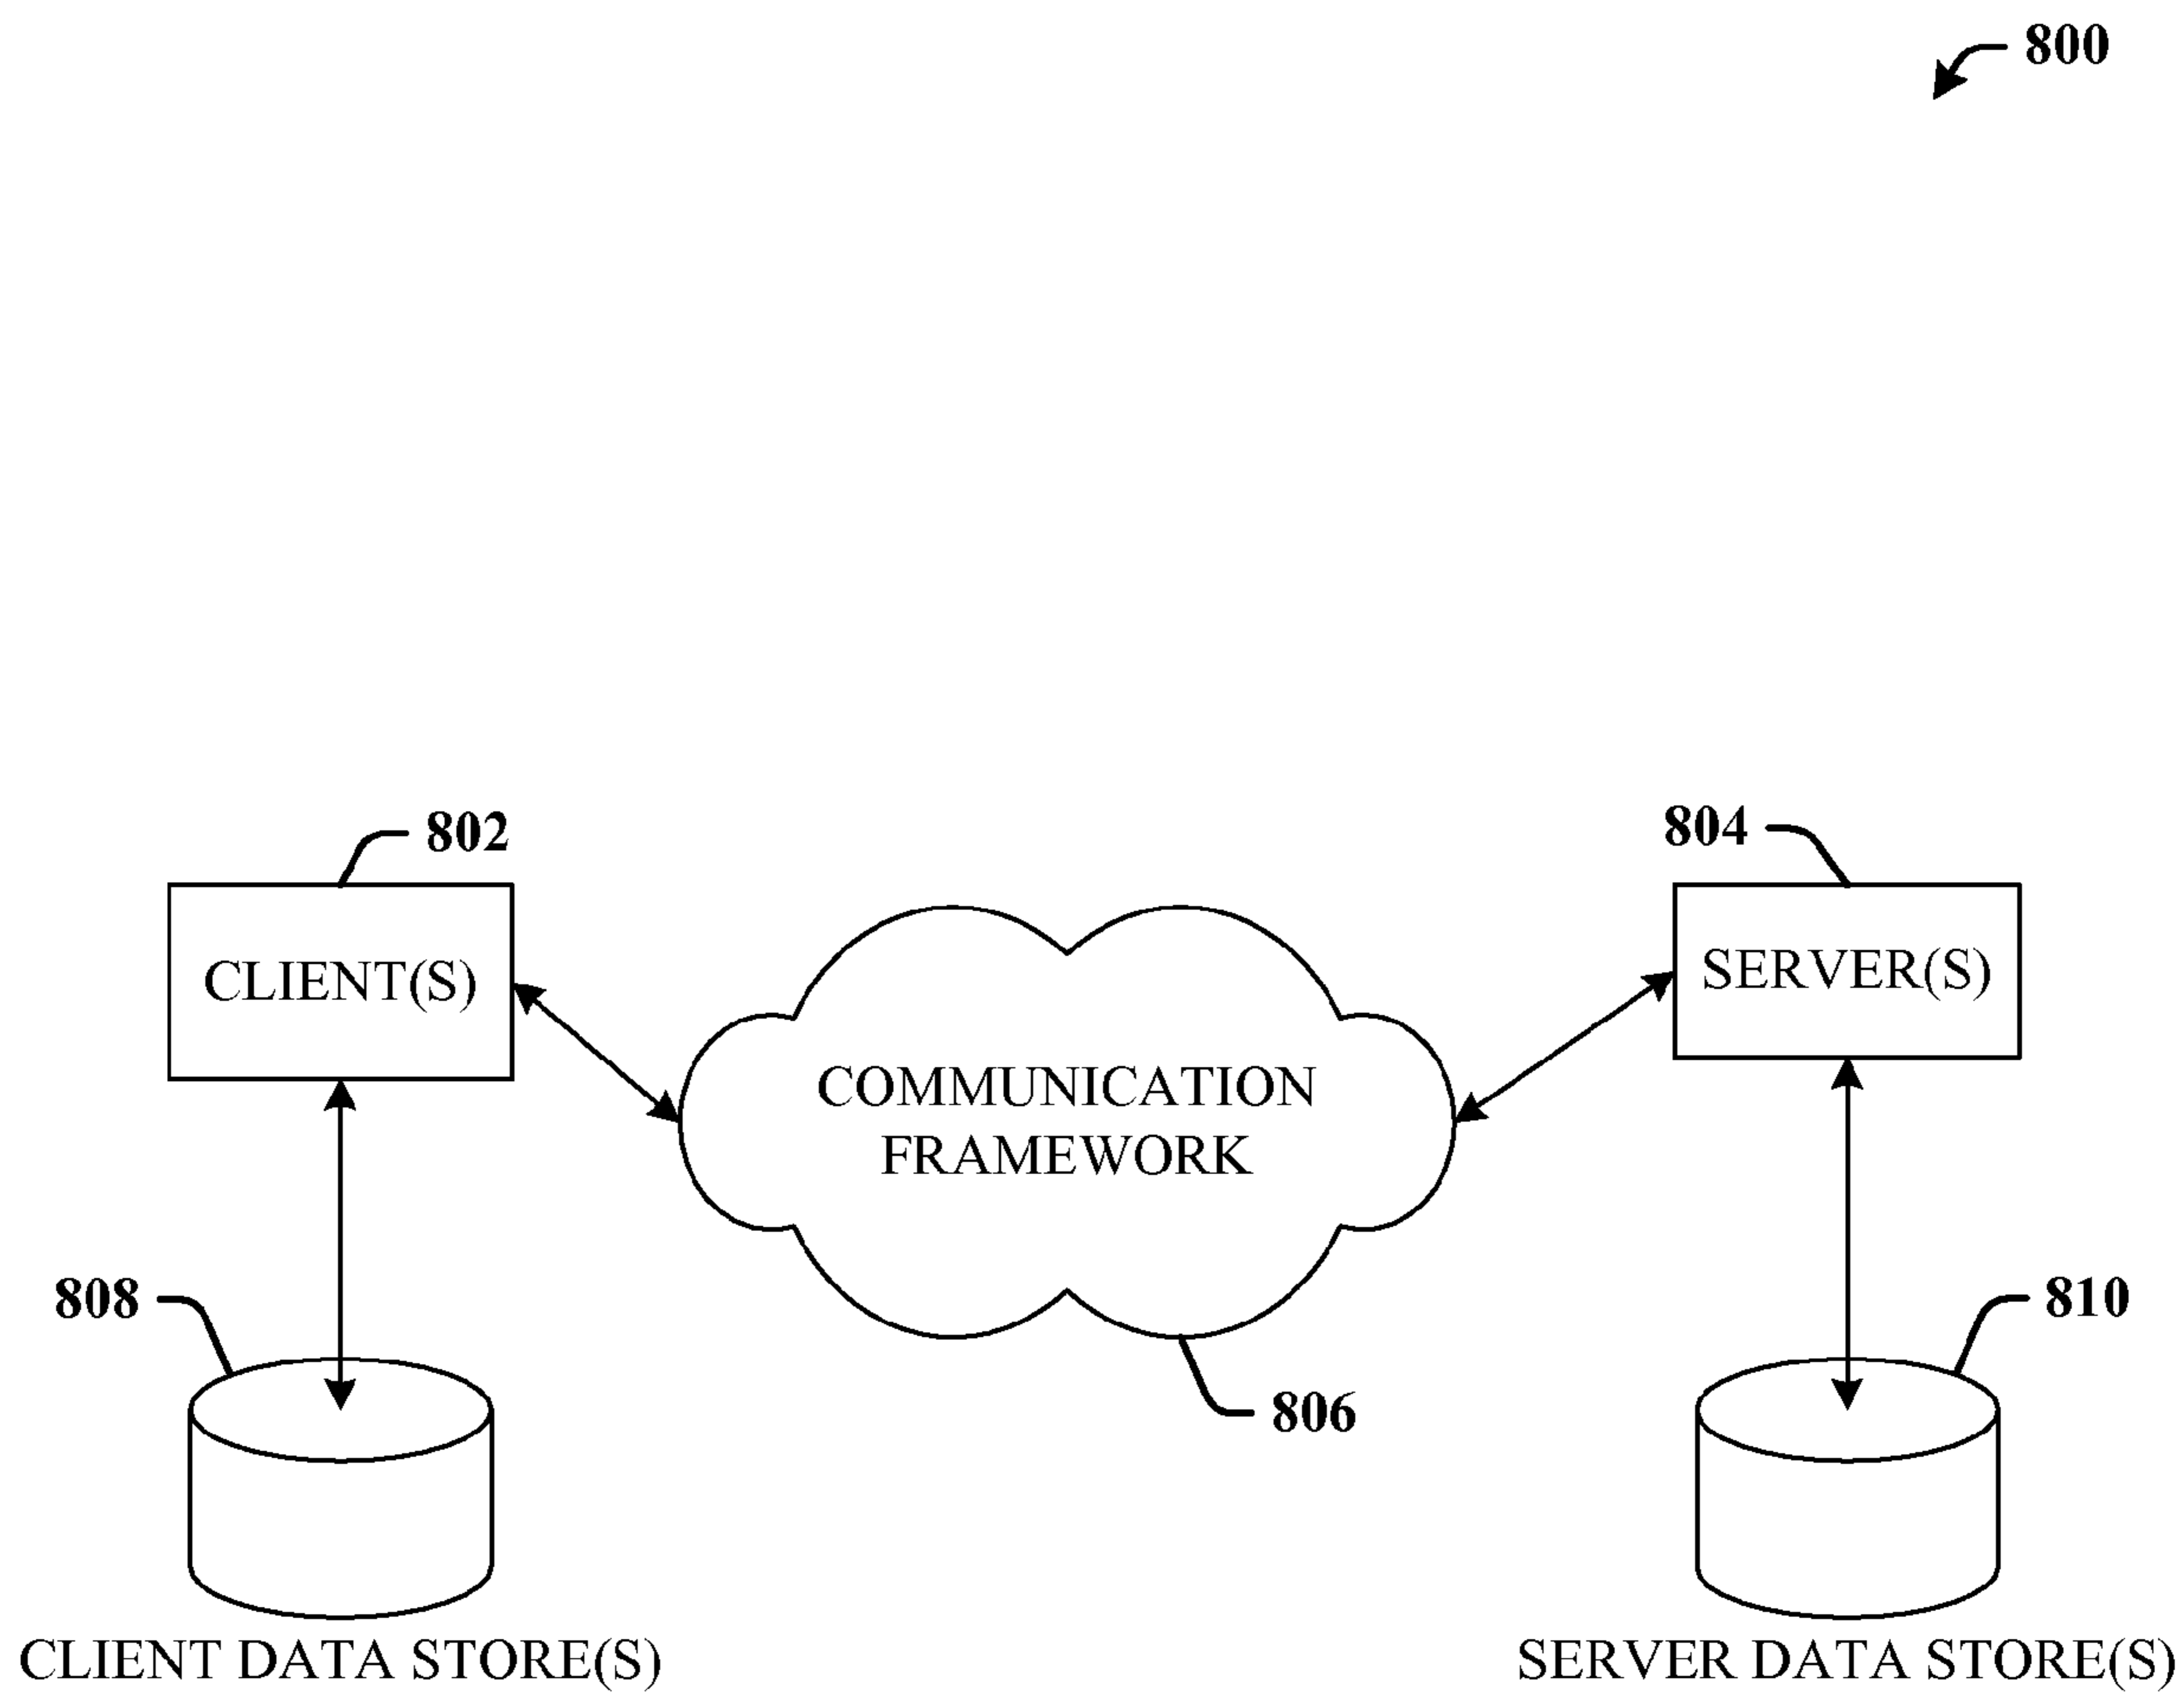 800
802
804
CLIENT(S)
SERVER(S)
COMMUNICATION
FRAMEWORK
808
810
806
CLIENT DATA STORE(S)
SERVER DATA STORE(S)